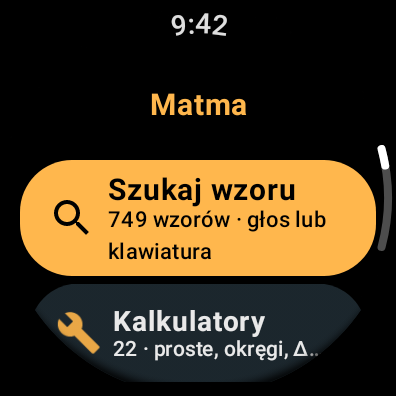 9:42
Matma
Szukaj wzoru
749 wzorów · głos lub
klawiatura
Kalkulatory
22 · proste, okręgi, Δ..